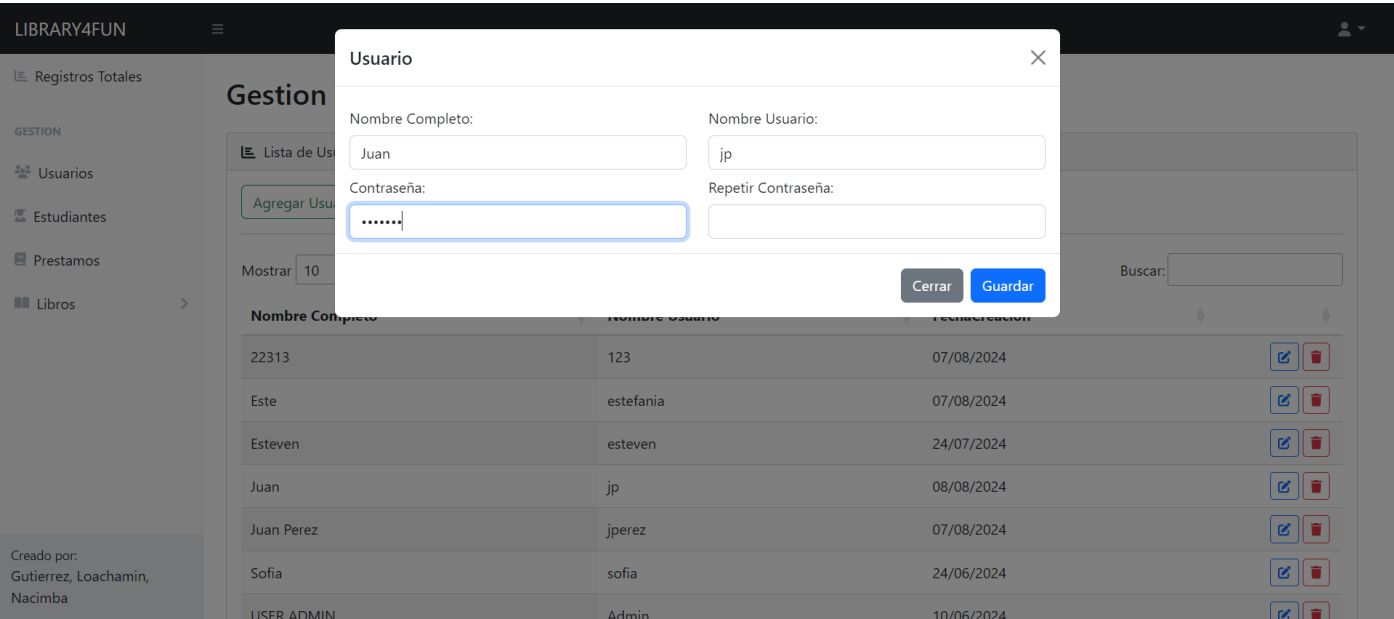 LIBRARY4FUN
Registros Totales
GESTION
Usuarios
Estudiantes
Prestamos
Libros
Creado por:
Gutierrez, Loachamin,
Nacimba
Gestion
Lista de Us
Agregar Usu
Mostrar 10
Buscar:
Usuario
Nombre Completo:
Nombre Usuario:
Juan
jp
Contraseña:
Repetir Contraseña:
•••••••
Cerrar
Guardar
Nombre Completo Nombre Usuario FechaCreacion
22313 123 07/08/2024
Este estefania 07/08/2024
Esteven esteven 24/07/2024
Juan jp 08/08/2024
Juan Perez jperez 07/08/2024
Sofia sofia 24/06/2024
USER ADMIN Admin 10/06/2024